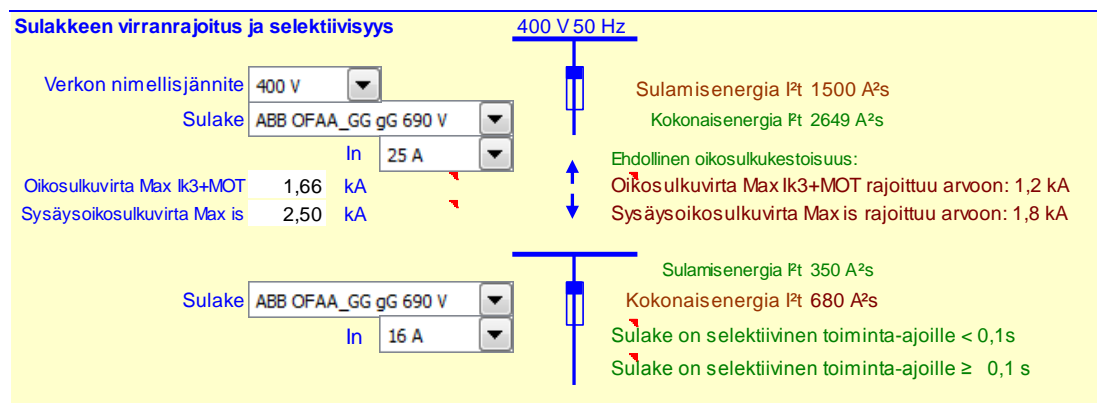 Sulakkeen virranrajoitus ja selektiivisyys 400 V 50 Hz
Verkon nimellisjännite 400 V
Sulamisenergia I²t 1500 A²s
Sulake ABB OFAA_GG gG 690 V
Kokonaisenergia I²t 2649 A²s
In 25 A
Ehdollinen oikosulkukestoisuus:
Oikosulkuvirta Max Ik3+MOT 1,66 kA
Oikosulkuvirta Max Ik3+MOT rajoittuu arvoon: 1,2 kA
Sysäysoikosulkuvirta Max is 2,50 kA
Sysäysoikosulkuvirta Max is rajoittuu arvoon: 1,8 kA
Sulamisenergia I²t 350 A²s
Sulake ABB OFAA_GG gG 690 V
Kokonaisenergia I²t 680 A²s
In 16 A
Sulake on selektiivinen toiminta-ajoille < 0,1s
Sulake on selektiivinen toiminta-ajoille ≥ 0,1 s